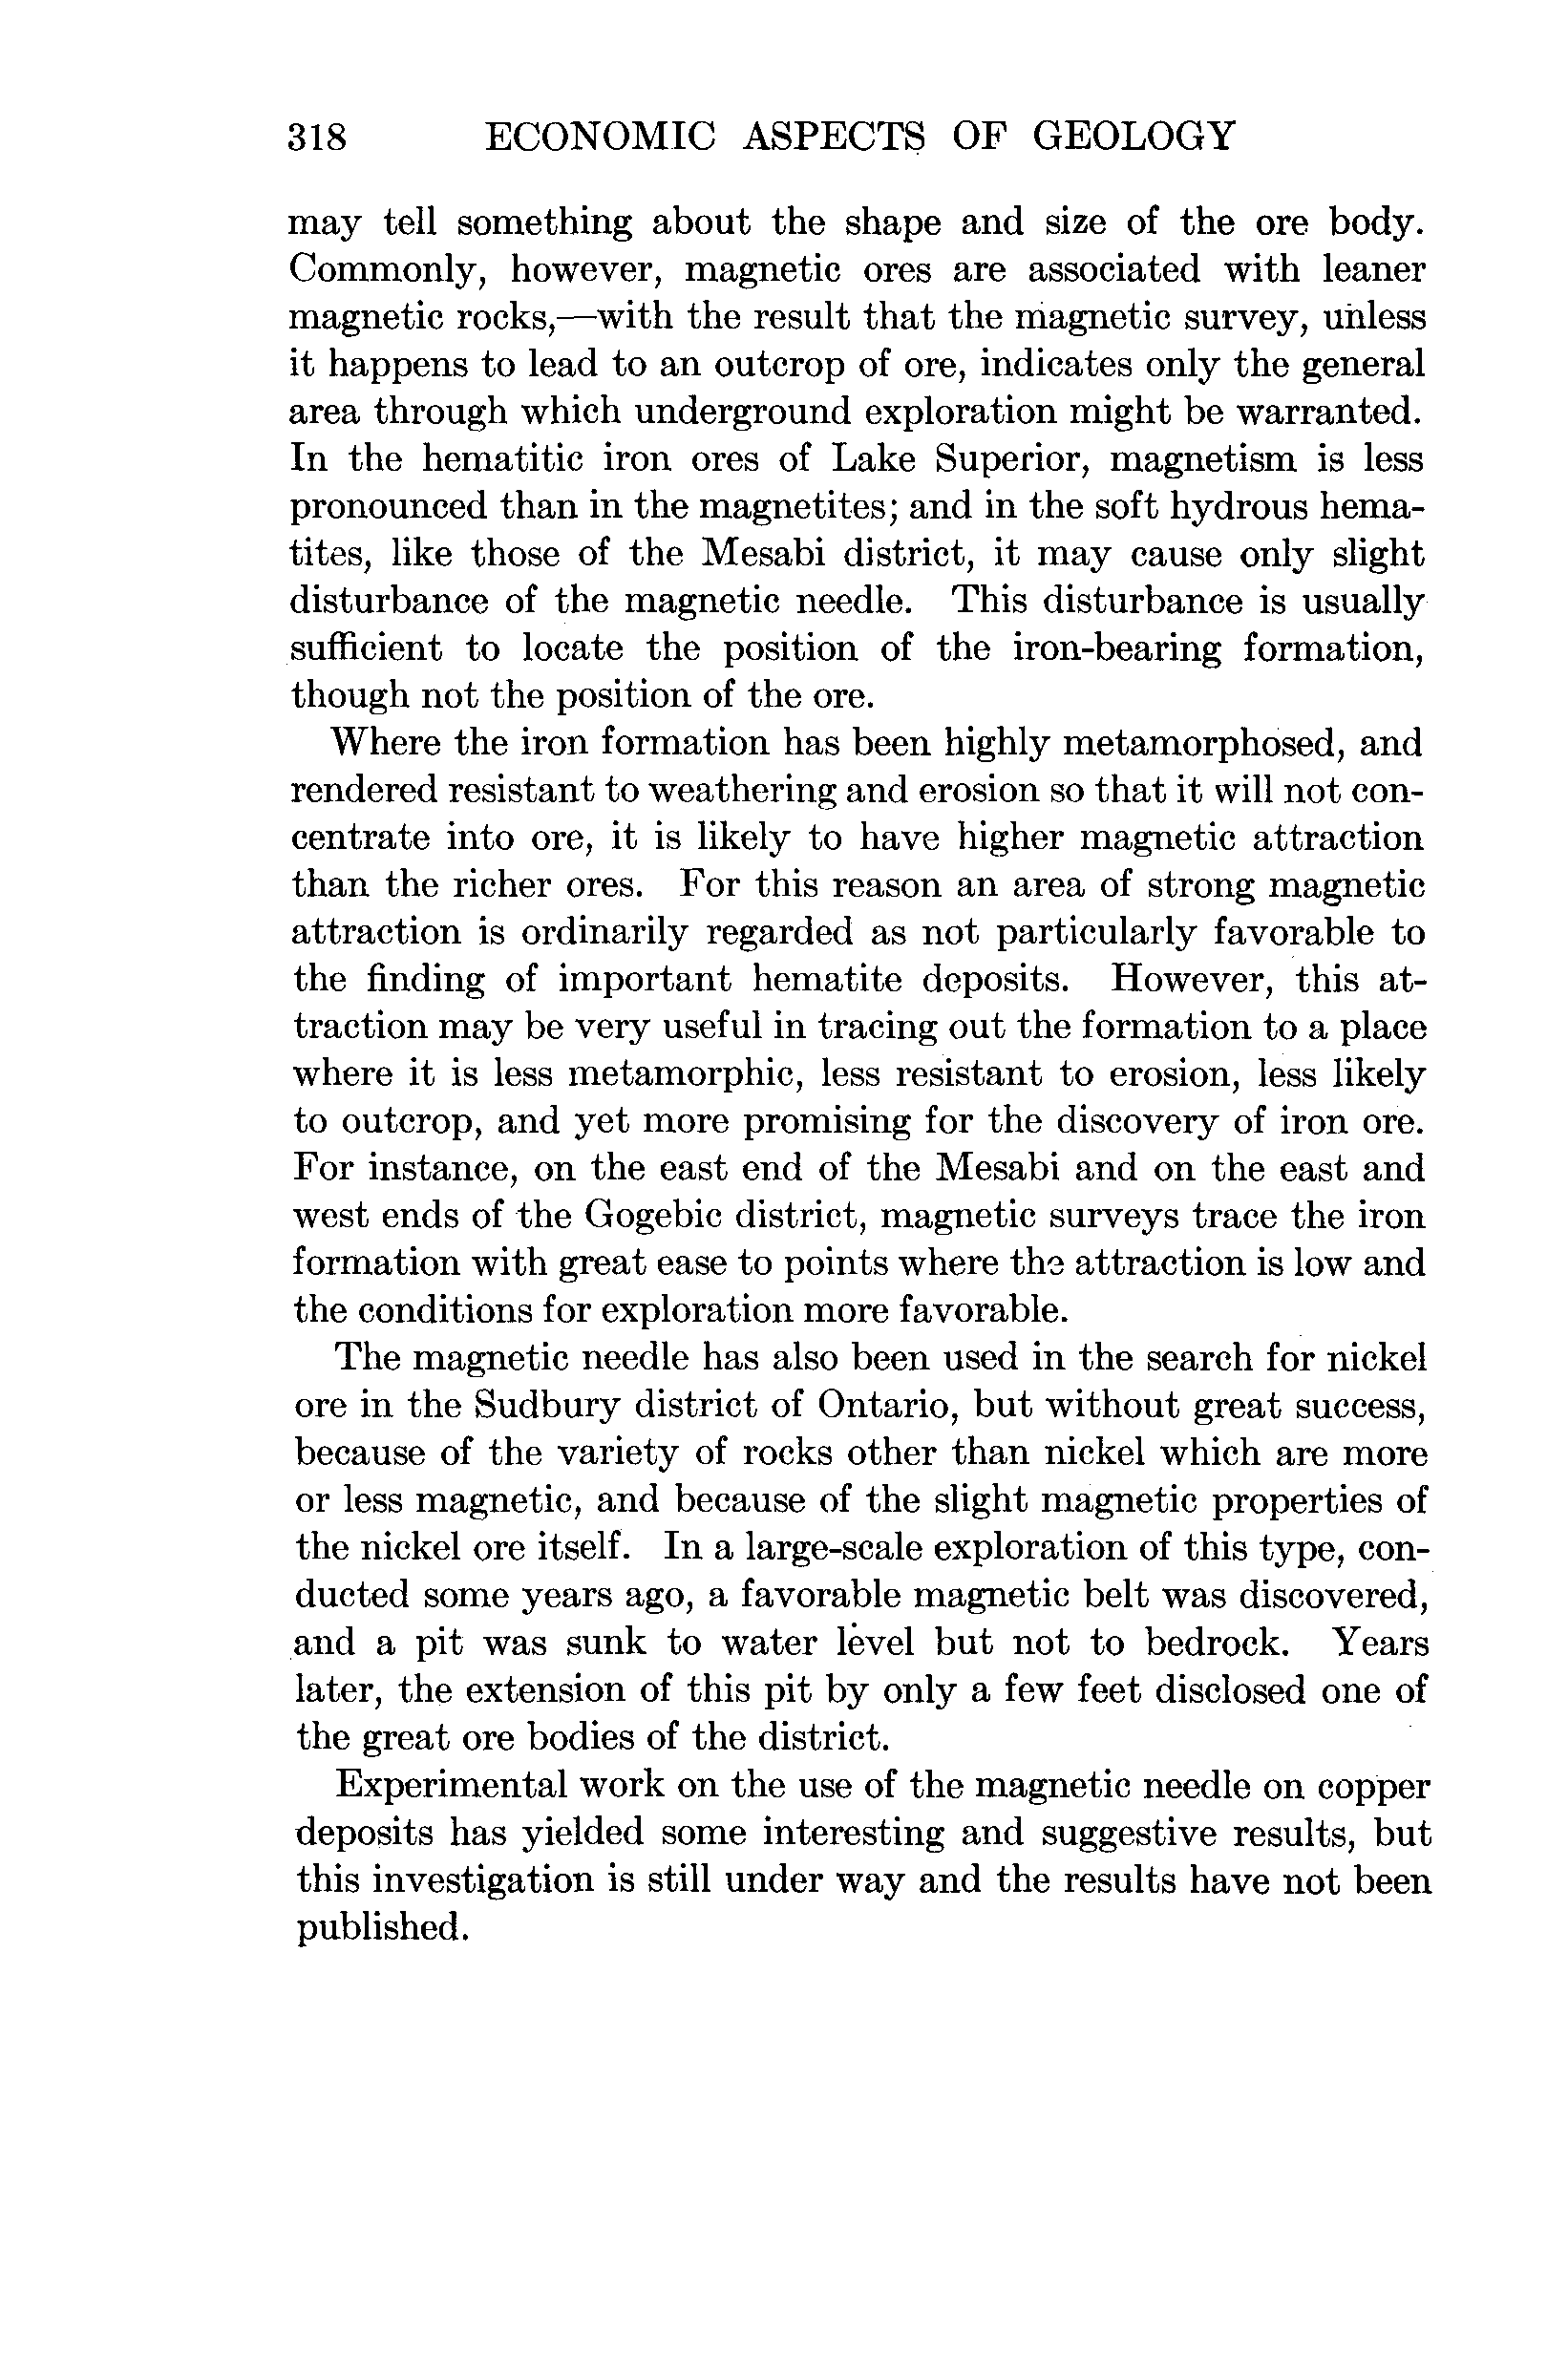 318 ECONOMIC ASPECTS OF GEOLOGY
may tell something about the shape and size of the ore body.
Commonly, however, magnetic ores are associated with leaner
magnetic rocks,—with the result that the magnetic survey, unless
it happens to lead to an outcrop of ore, indicates only the general
area through which underground exploration might be warranted.
In the hematitic iron ores of Lake Superior, magnetism is less
pronounced than in the magnetites; and in the soft hydrous hema-
tites, like those of the Mesabi district, it may cause only slight
disturbance of the magnetic needle. This disturbance is usually
sufficient to locate the position of the iron-bearing formation,
though not the position of the ore.
Where the iron formation has been highly metamorphosed, and
rendered resistant to weathering and erosion so that it will not con-
centrate into ore, it is likely to have higher magnetic attraction
than the richer ores. For this reason an area of strong magnetic
attraction is ordinarily regarded as not particularly favorable to
the finding of important hematite deposits. However, this at-
traction may be very useful in tracing out the formation to a place
where it is less metamorphic, less resistant to erosion, less likely
to outcrop, and yet more promising for the discovery of iron ore.
For instance, on the east end of the Mesabi and on the east and
west ends of the Gogebic district, magnetic surveys trace the iron
formation with great ease to points where the attraction is low and
the conditions for exploration more favorable.
The magnetic needle has also been used in the search for nickel
ore in the Sudbury district of Ontario, but without great success,
because of the variety of rocks other than nickel which are more
or less magnetic, and because of the slight magnetic properties of
the nickel ore itself. In a large-scale exploration of this type, con-
ducted some years ago, a favorable magnetic belt was discovered,
and a pit was sunk to water level but not to bedrock. Years
later, the extension of this pit by only a few feet disclosed one of
the great ore bodies of the district.
Experimental work on the use of the magnetic needle on copper
deposits has yielded some interesting and suggestive results, but
this investigation is still under way and the results have not been
published.